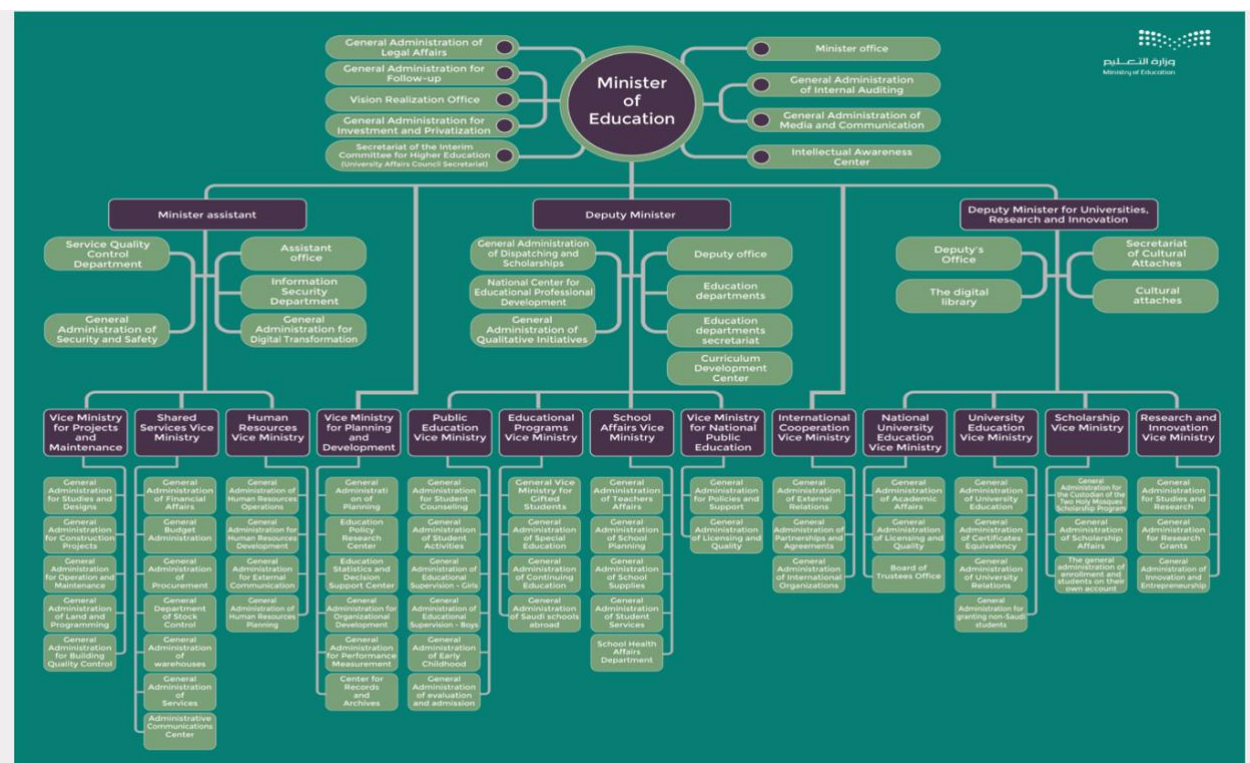 General Administration of
Legal Affairs
General Administration for
Follow-up
Vision Realization Office
General Administration for
Investment and Privatization
Secretariat of the Interim
Committee for Higher Education
(University Affairs Council Secretariat)
Minister
of
Education
Minister office
General Administration
of Internal Auditing
General Administration of
Media and Communication
Intellectual Awareness
Center
وزارة التعليم
Ministry of Education
Minister assistant
Deputy Minister
Deputy Minister for Universities,
Research and Innovation
Service Quality
Control
Department
General
Administration of
Security and Safety
Assistant
office
Information
Security
Department
General
Administration for
Digital Transformation
General Administration
of Dispatching and
Scholarships
National Center for
Educational Professional
Development
General
Administration of
Qualitative Initiatives
Deputy office
Education
departments
Education
departments
secretariat
Curriculum
Development
Center
Deputy's
Office
The digital
library
Secretariat
of Cultural
Attaches
Cultural
attaches
Vice Ministry
for Projects
and
Maintenance
General
Administration
for Studies and
Designs
General
Administration
for Construction
Projects
General
Administration
for Operation and
Maintenance
General
Administration
of Land and
Programming
General
Administration
for Building
Quality Control
Shared
Services Vice
Ministry
General
Administration
of Financial
Affairs
General
Budget
Administration
General
Administration
of
Procurement
General
Department
of Stock
Control
General
Administration
of
warehouses
General
Administration
of
Services
Administrative
Communications
Center
Human
Resources
Vice Ministry
General
Administration of
Human Resources
Operations
General
Administration for
Human Resources
Development
General
Administration
for External
Communication
General
Administration of
Human Resources
Planning
Vice Ministry
for Planning
and
Development
General
Administrati
on of
Planning
Education
Policy
Research
Center
Education
Statistics and
Decision
Support Center
General
Administration for
Organizational
Development
General
Administration
for Performance
Measurement
Center for
Records
and
Archives
Public
Education
Vice Ministry
General
Administration
for Student
Counseling
General
Administration
of Student
Activities
General
Administration of
Educational
Supervision - Girls
General
Administration of
Educational
Supervision - Boys
General
Administration
of Early
Childhood
General
Administration
of evaluation
and admission
Educational
Programs
Vice Ministry
General Vice
Ministry for
Gifted
Students
General
Administration
of Special
Education
General
Administration
of Continuing
Education
General
Administration
of Saudi schools
abroad
School
Affairs Vice
Ministry
General
Administration
of Teachers
Affairs
General
Administration
of School
Planning
General
Administration
of School
Supplies
General
Administration
of Student
Services
School Health
Affairs
Department
Vice Ministry
for National
Public
Education
General
Administration
for Policies and
Support
General
Administration
of Licensing and
Quality
International
Cooperation
Vice Ministry
General
Administration
of External
Relations
General
Administration of
Partnerships and
Agreements
General
Administration
of International
Organizations
National
University
Education
Vice Ministry
General
Administration
of Academic
Affairs
General
Administration
of Licensing and
Quality
Board of
Trustees Office
University
Education
Vice Ministry
General
Administration
of University
Education
General
Administration
of Certificates
Equivalency
General
Administration
of University
Relations
General
Administration for
granting non-Saudi
students
Scholarship
Vice Ministry
General
Administration for
the Custodian of the
Two Holy Mosques
Scholarship Program
General
Administration
of Scholarship
Affairs
The general
administration of
enrollment and
students on their
own account
Research and
Innovation
Vice Ministry
General
Administration
for Studies and
Research
General
Administration
for Research
Grants
General
Administration of
Innovation and
Entrepreneurship